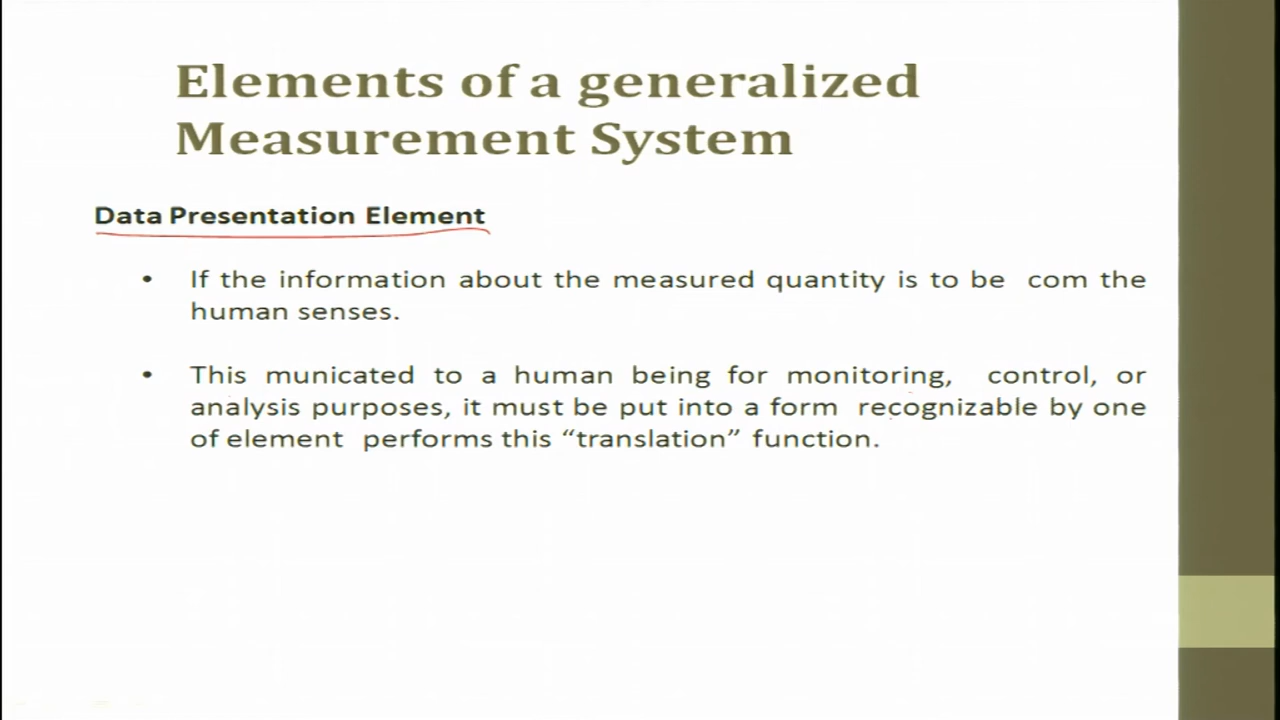 Elements of a generalized
Measurement System
Data Presentation Element
• If the information about the measured quantity is to be com the
human senses.
• This municated to a human being for monitoring, control, or
analysis purposes, it must be put into a form recognizable by one
of element performs this “translation” function.